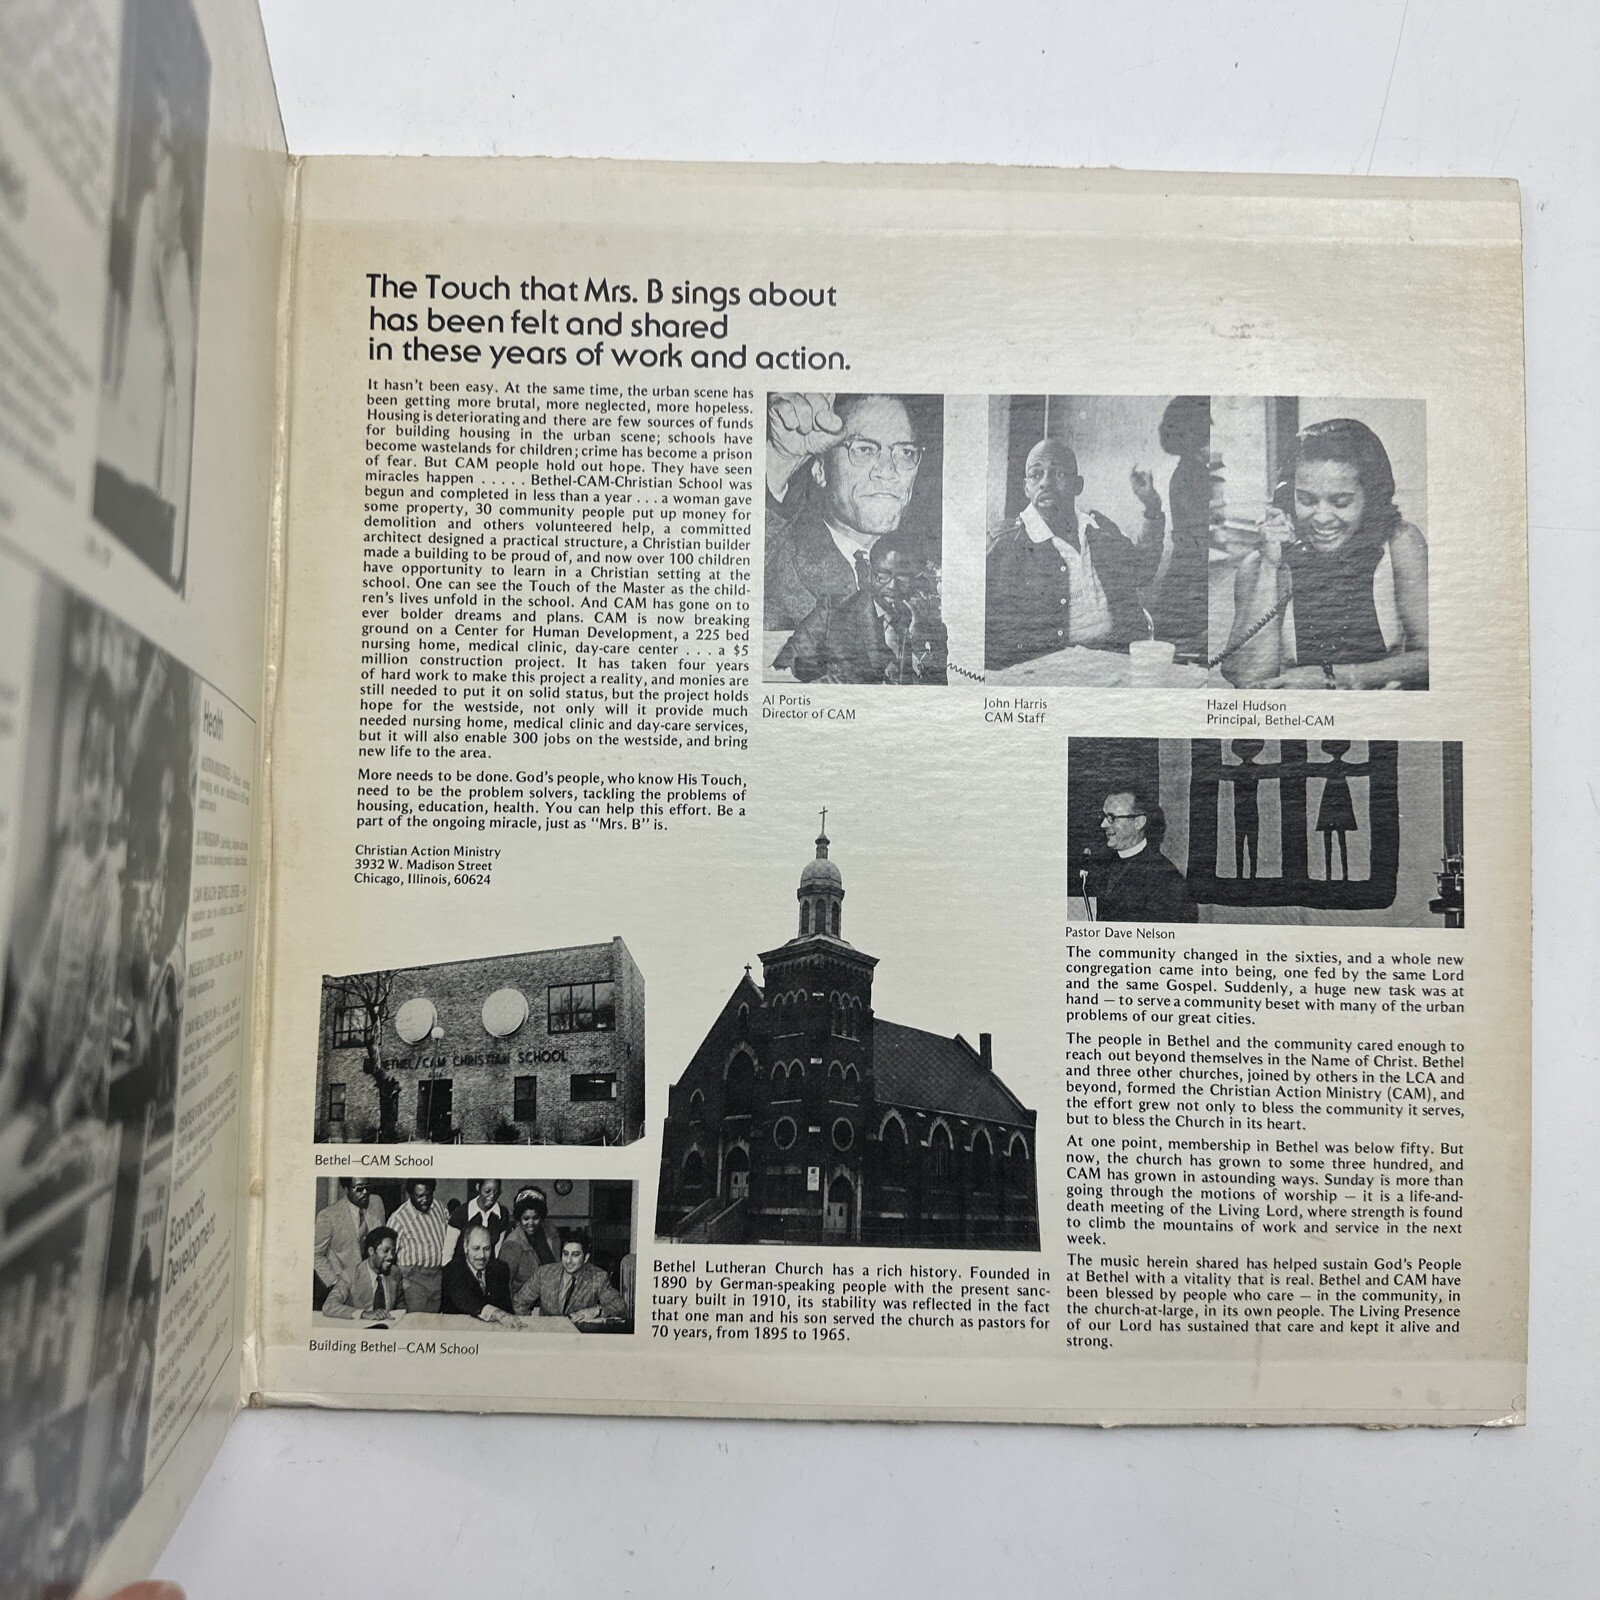 The Touch that Mrs. B sings about
has been felt and shared
in these years of work and action.
It hasn't been easy. At the same time, the urban scene has
been getting more brutal, more neglected, more hopeless.
Housing is deteriorating and there are few sources of funds
for building housing in the urban scene; schools have
become wastelands for children; crime has become a prison
of fear. But CAM people hold out hope. They have seen
miracles happen . . . . . Bethel-CAM-Christian School was
begun and completed in less than a year . . . a woman gave
some property, 30 community people put up money for
demolition and others volunteered help, a committed
architect designed a practical structure, a Christian builder
made a building to be proud of, and now over 100 children
have opportunity to learn in a Christian setting at the
school. One can see the Touch of the Master as the child-
ren's lives unfold in the school. And CAM has gone on to
ever bolder dreams and plans. CAM is now breaking
ground on a Center for Human Development, a 225 bed
nursing home, medical clinic, day-care center . . . a $5
million construction project. It has taken four years
of hard work to make this project a reality, and monies are
still needed to put it on solid status, but the project holds
hope for the westside, not only will it provide much
needed nursing home, medical clinic and day-care services,
but it will also enable 300 jobs on the westside, and bring
new life to the area.
More needs to be done. God's people, who know His Touch,
need to be the problem solvers, tackling the problems of
housing, education, health. You can help this effort. Be a
part of the ongoing miracle, just as "Mrs. B" is.
Christian Action Ministry
3932 W. Madison Street
Chicago, Illinois, 60624
Al Portis
Director of CAM
John Harris
CAM Staff
Hazel Hudson
Principal, Bethel-CAM
Pastor Dave Nelson
The community changed in the sixties, and a whole new
congregation came into being, one fed by the same Lord
and the same Gospel. Suddenly, a huge new task was at
hand — to serve a community beset with many of the urban
problems of our great cities.
The people in Bethel and the community cared enough to
reach out beyond themselves in the Name of Christ. Bethel
and three other churches, joined by others in the LCA and
beyond, formed the Christian Action Ministry (CAM), and
the effort grew not only to bless the community it serves,
but to bless the Church in its heart.
At one point, membership in Bethel was below fifty. But
now, the church has grown to some three hundred, and
CAM has grown in astounding ways. Sunday is more than
going through the motions of worship — it is a life-and-
death meeting of the Living Lord, where strength is found
to climb the mountains of work and service in the next
week.
The music herein shared has helped sustain God's People
at Bethel with a vitality that is real. Bethel and CAM have
been blessed by people who care — in the community, in
the church-at-large, in its own people. The Living Presence
of our Lord has sustained that care and kept it alive and
strong.
BETHEL/CAM CHRISTIAN SCHOOL
Bethel—CAM School
Building Bethel—CAM School
Bethel Lutheran Church has a rich history. Founded in
1890 by German-speaking people with the present sanc-
tuary built in 1910, its stability was reflected in the fact
that one man and his son served the church as pastors for
70 years, from 1895 to 1965.
Health
Economic
Development